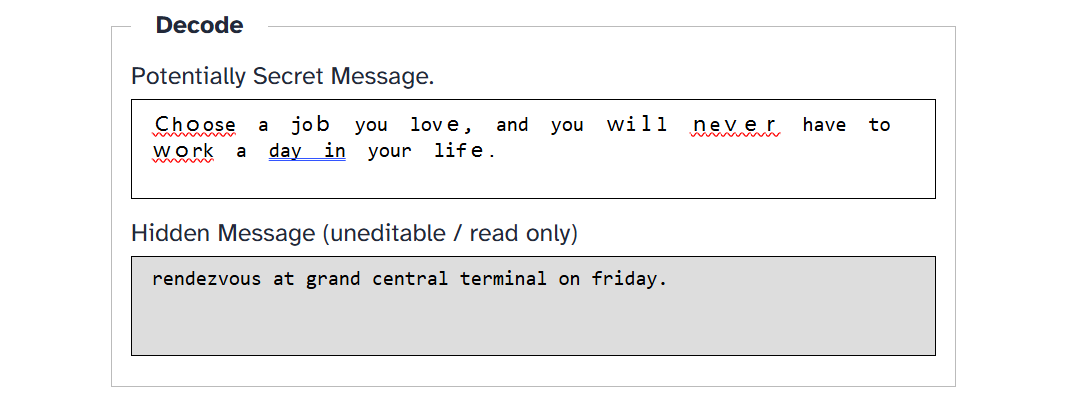 Decode
Potentially Secret Message.
Choose a job you love, and you will never have to
work a day in your life.
Hidden Message (uneditable / read only)
rendezvous at grand central terminal on friday.